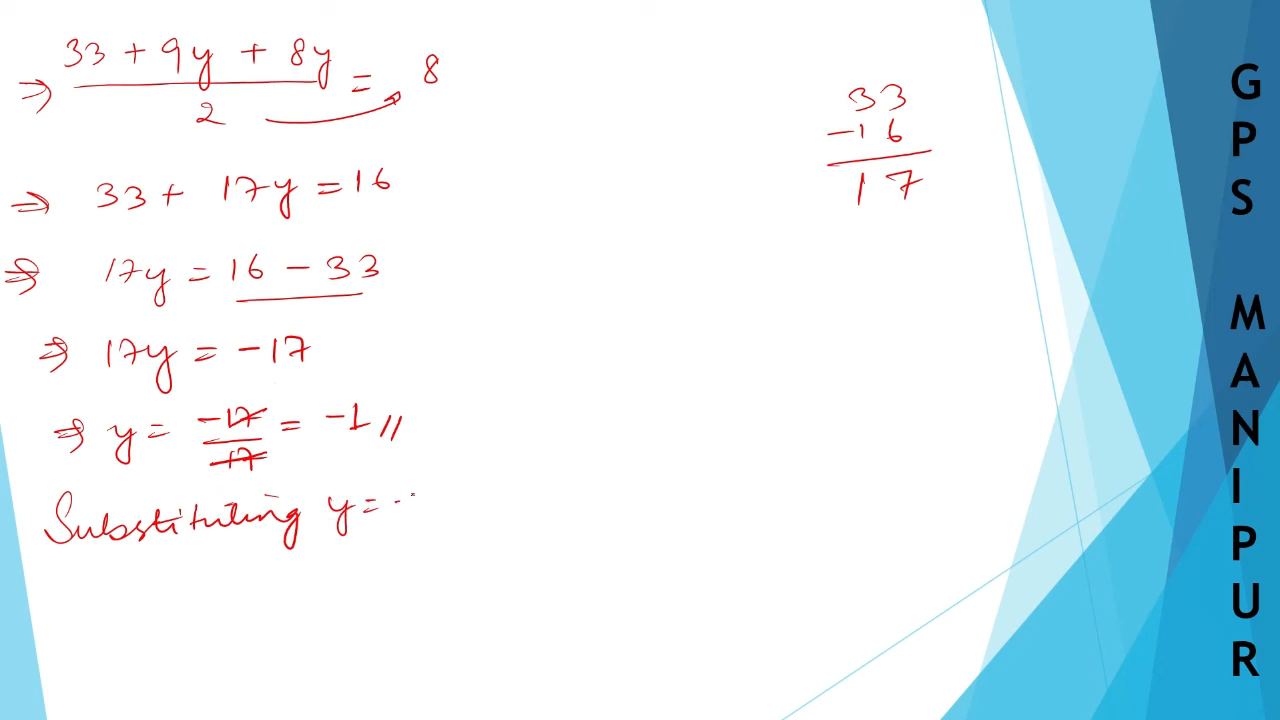 ⇒ (33 + 9y + 8y)/2 = 8
⇒ 33 + 17y = 16
⇒ 17y = 16 - 33
⇒ 17y = -17
⇒ y = -17/17 = -1 //
Substituting y = -
33
-16
17
GPS MANIPUR